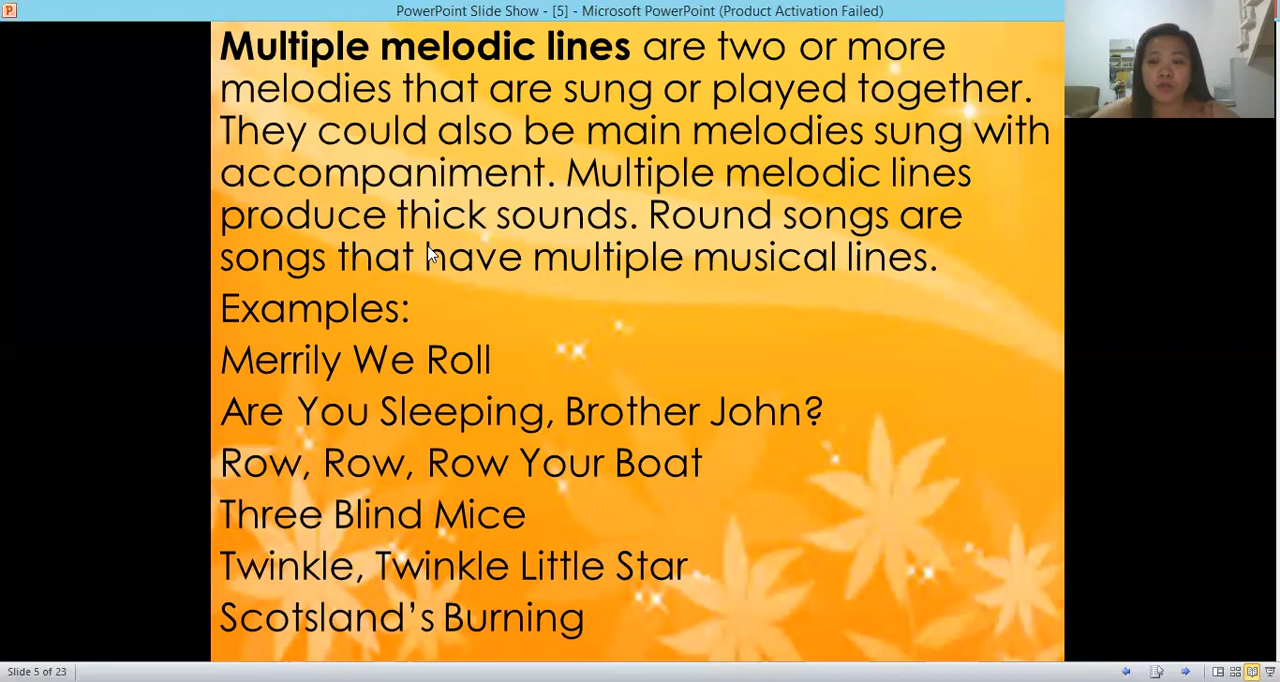 PowerPoint Slide Show - [5] - Microsoft PowerPoint (Product Activation Failed)
Multiple melodic lines are two or more
melodies that are sung or played together.
They could also be main melodies sung with
accompaniment. Multiple melodic lines
produce thick sounds. Round songs are
songs that have multiple musical lines.
Examples:
Merrily We Roll
Are You Sleeping, Brother John?
Row, Row, Row Your Boat
Three Blind Mice
Twinkle, Twinkle Little Star
Scotsland’s Burning
Slide 5 of 23